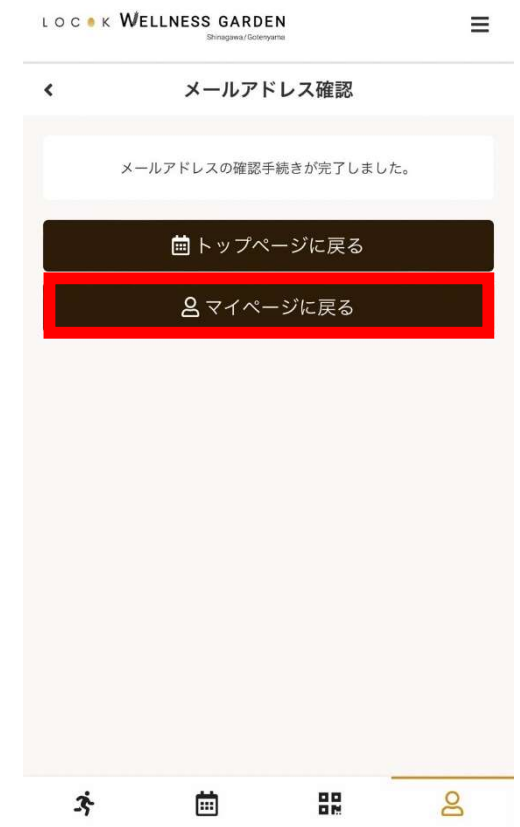 LOCOK WELLNESS GARDEN
Shinagawa/Gotenyama
メールアドレス確認
メールアドレスの確認手続きが完了しました。
トップページに戻る
マイページに戻る